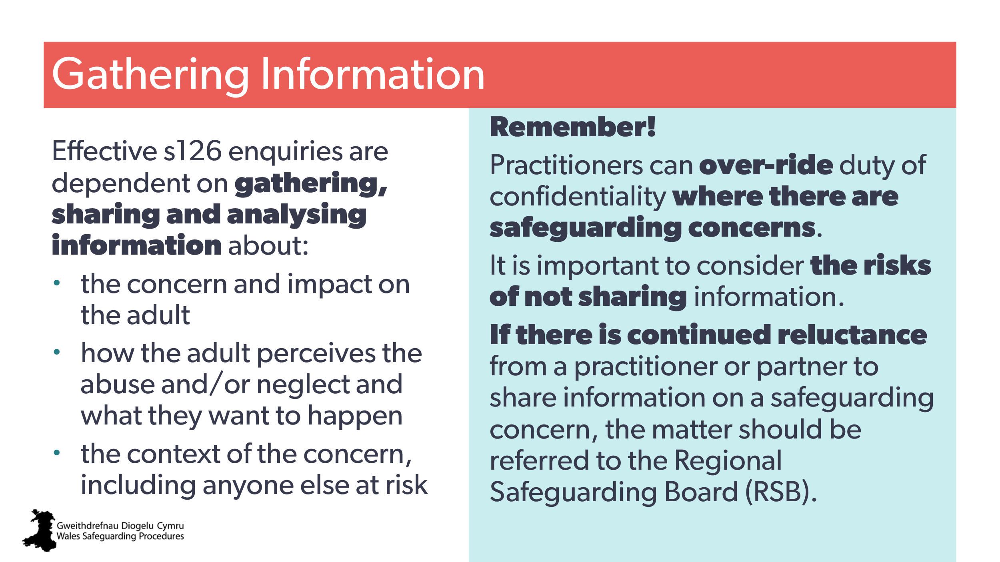 Gathering Information
Effective s126 enquiries are
dependent on gathering,
sharing and analysing
information about:
• the concern and impact on
the adult
• how the adult perceives the
abuse and/or neglect and
what they want to happen
• the context of the concern,
including anyone else at risk
Remember!
Practitioners can over-ride duty of
confidentiality where there are
safeguarding concerns.
It is important to consider the risks
of not sharing information.
If there is continued reluctance
from a practitioner or partner to
share information on a safeguarding
concern, the matter should be
referred to the Regional
Safeguarding Board (RSB).
Gweithdrefnau Diogelu Cymru
Wales Safeguarding Procedures